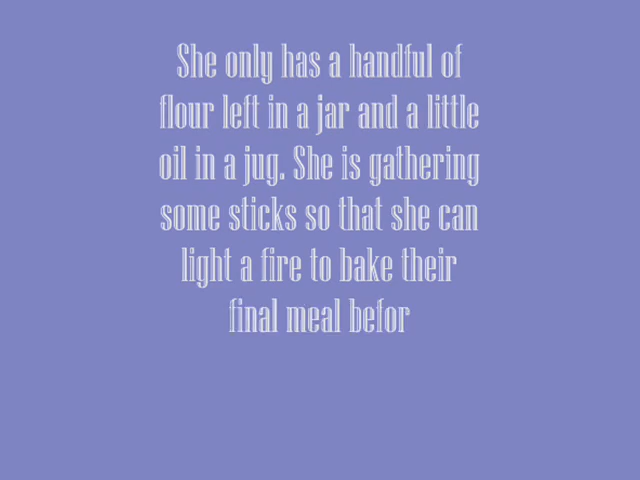 She only has a handful of
flour left in a jar and a little
oil in a jug. She is gathering
some sticks so that she can
light a fire to bake their
final meal befor